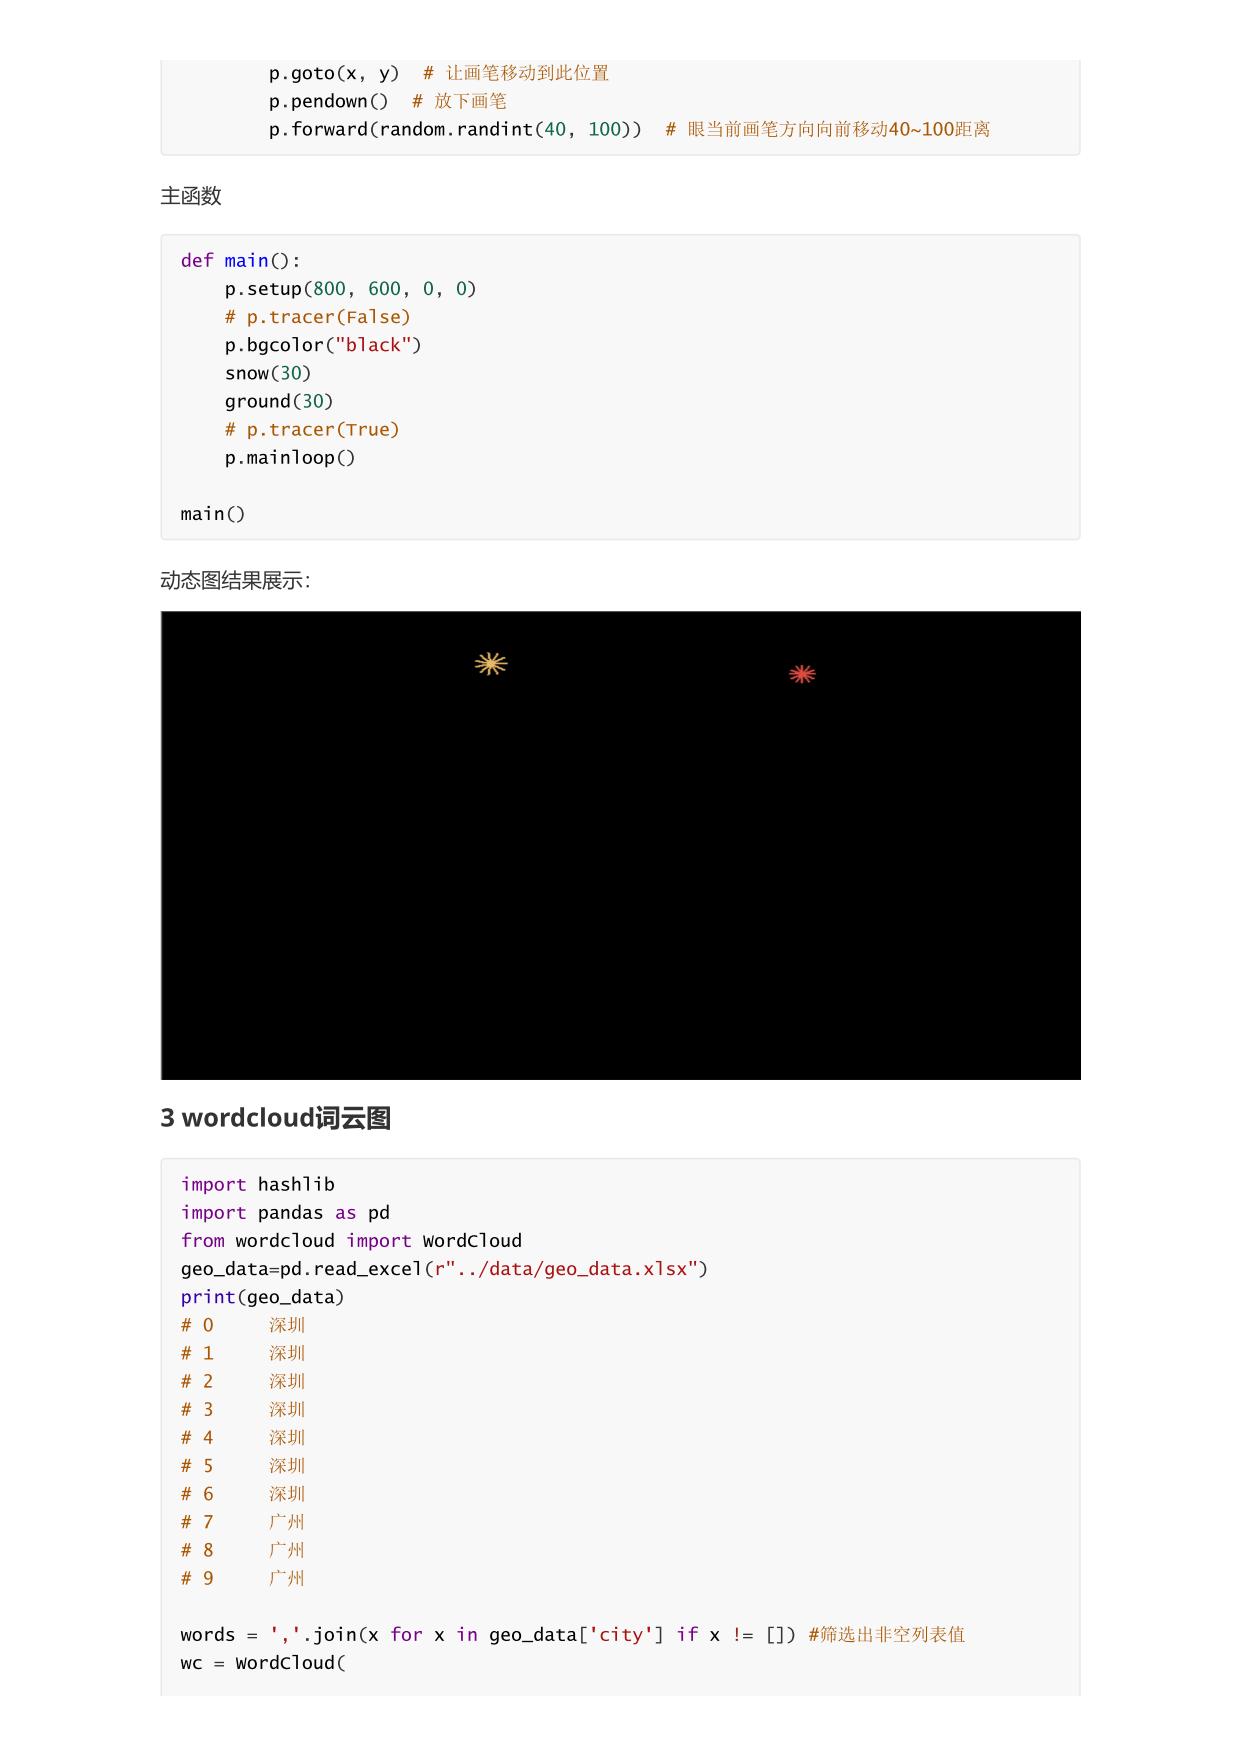 p.goto(x, y)  # 让画笔移动到此位置
p.pendown()  # 放下画笔
p.forward(random.randint(40, 100))  # 眼当前画笔方向向前移动40~100距离
主函数
def main():
    p.setup(800, 600, 0, 0)
    # p.tracer(False)
    p.bgcolor("black")
    snow(30)
    ground(30)
    # p.tracer(True)
    p.mainloop()
main()
动态图结果展示:
3 wordcloud词云图
import hashlib
import pandas as pd
from wordcloud import WordCloud
geo_data=pd.read_excel(r"../data/geo_data.xlsx")
print(geo_data)
# 0     深圳
# 1     深圳
# 2     深圳
# 3     深圳
# 4     深圳
# 5     深圳
# 6     深圳
# 7     广州
# 8     广州
# 9     广州
words = ','.join(x for x in geo_data['city'] if x != []) #筛选出非空列表值
wc = WordCloud(